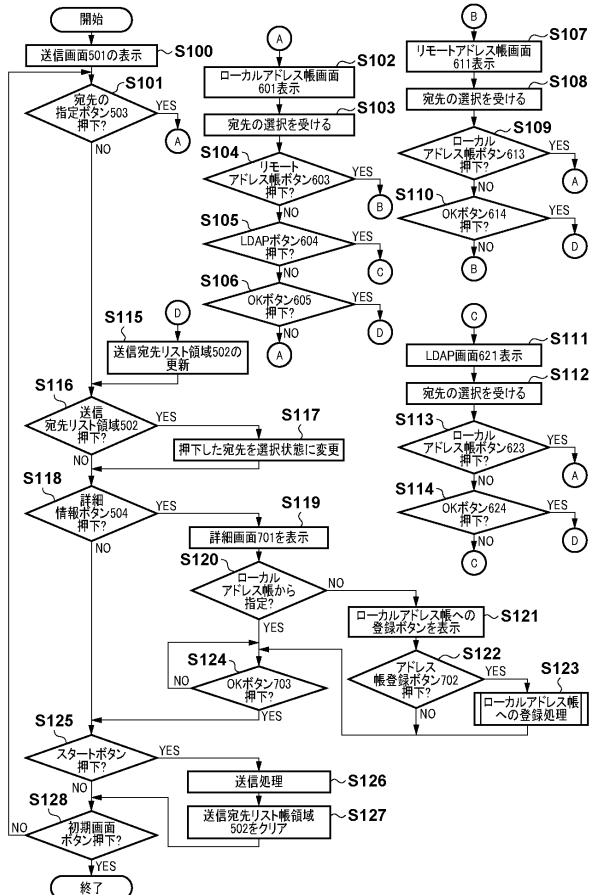 開始
送信画面501の表示
S100
S101
宛先の
指定ボタン503
押下?
YES
A
NO
A
S102
ローカルアドレス帳画面
601表示
S103
宛先の選択を受ける
S104
リモート
アドレス帳ボタン603
押下?
YES
B
NO
S105
LDAPボタン604
押下?
YES
C
NO
S106
OKボタン605
押下?
YES
D
NO
A
B
S107
リモートアドレス帳画面
611表示
S108
宛先の選択を受ける
S109
ローカル
アドレス帳ボタン613
押下?
YES
A
NO
S110
OKボタン614
押下?
YES
D
NO
B
C
S111
LDAP画面621表示
S112
宛先の選択を受ける
S113
ローカル
アドレス帳ボタン623
押下?
YES
A
NO
S114
OKボタン624
押下?
YES
D
NO
C
D
S115
送信宛先リスト領域502の
更新
S116
送信
宛先リスト領域502
押下?
YES
NO
S117
押下した宛先を選択状態に変更
S118
詳細
情報ボタン504
押下?
YES
NO
S119
詳細画面701を表示
S120
ローカル
アドレス帳から
指定?
NO
YES
S121
ローカルアドレス帳への
登録ボタンを表示
S122
アドレス
帳登録ボタン702
押下?
YES
NO
S123
ローカルアドレス帳
への登録処理
S124
OKボタン703
押下?
NO
YES
S125
スタートボタン
押下?
YES
NO
S126
送信処理
S127
送信宛先リスト帳領域
502をクリア
S128
初期画面
ボタン押下?
NO
YES
終了